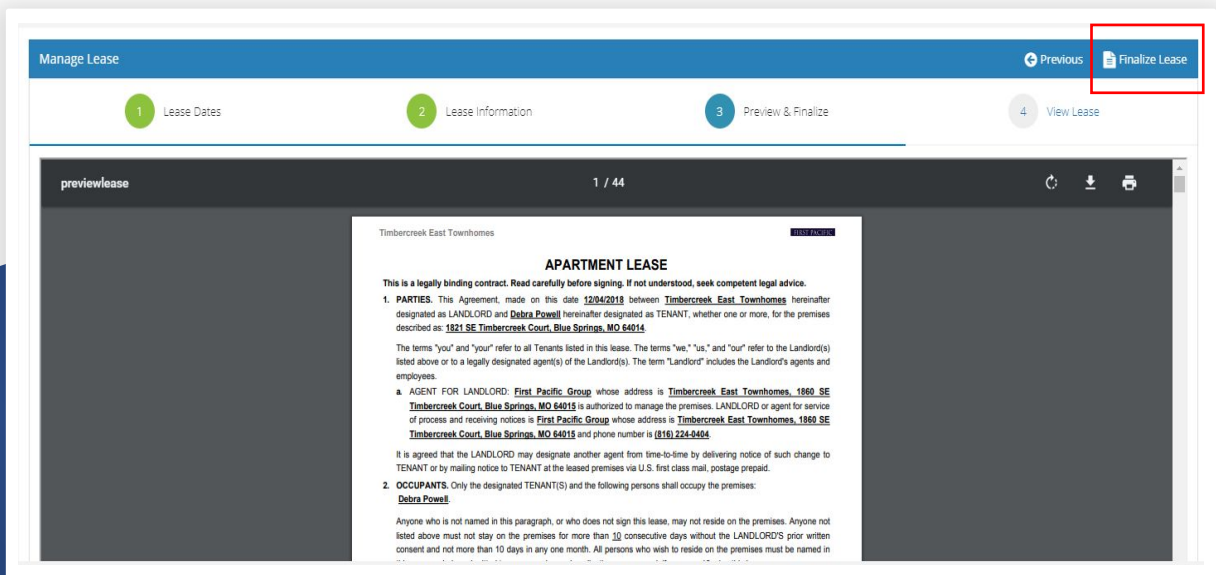 Manage Lease
Previous
Finalize Lease
1 Lease Dates
2 Lease Information
3 Preview & Finalize
4 View Lease
previewlease
1 / 44
Timbercreek East Townhomes
FIRST PACIFIC
APARTMENT LEASE
This is a legally binding contract. Read carefully before signing. If not understood, seek competent legal advice.
1. PARTIES. This Agreement, made on this date 12/04/2018 between Timbercreek East Townhomes hereinafter
designated as LANDLORD and Debra Powell hereinafter designated as TENANT, whether one or more, for the premises
described as: 1821 SE Timbercreek Court, Blue Springs, MO 64014.
The terms "you" and "your" refer to all Tenants listed in this lease. The terms "we," "us," and "our" refer to the Landlord(s)
listed above or to a legally designated agent(s) of the Landlord(s). The term "Landlord" includes the Landlord's agents and
employees.
a. AGENT FOR LANDLORD: First Pacific Group whose address is Timbercreek East Townhomes, 1860 SE
Timbercreek Court, Blue Springs, MO 64015 is authorized to manage the premises. LANDLORD or agent for service
of process and receiving notices is First Pacific Group whose address is Timbercreek East Townhomes, 1860 SE
Timbercreek Court, Blue Springs, MO 64015 and phone number is (816) 224-0404.
It is agreed that the LANDLORD may designate another agent from time-to-time by delivering notice of such change to
TENANT or by mailing notice to TENANT at the leased premises via U.S. first class mail, postage prepaid.
2. OCCUPANTS. Only the designated TENANT(S) and the following persons shall occupy the premises:
Debra Powell.
Anyone who is not named in this paragraph, or who does not sign this lease, may not reside on the premises. Anyone not
listed above must not stay on the premises for more than 10 consecutive days without the LANDLORD'S prior written
consent and not more than 10 days in any one month. All persons who wish to reside on the premises must be named in